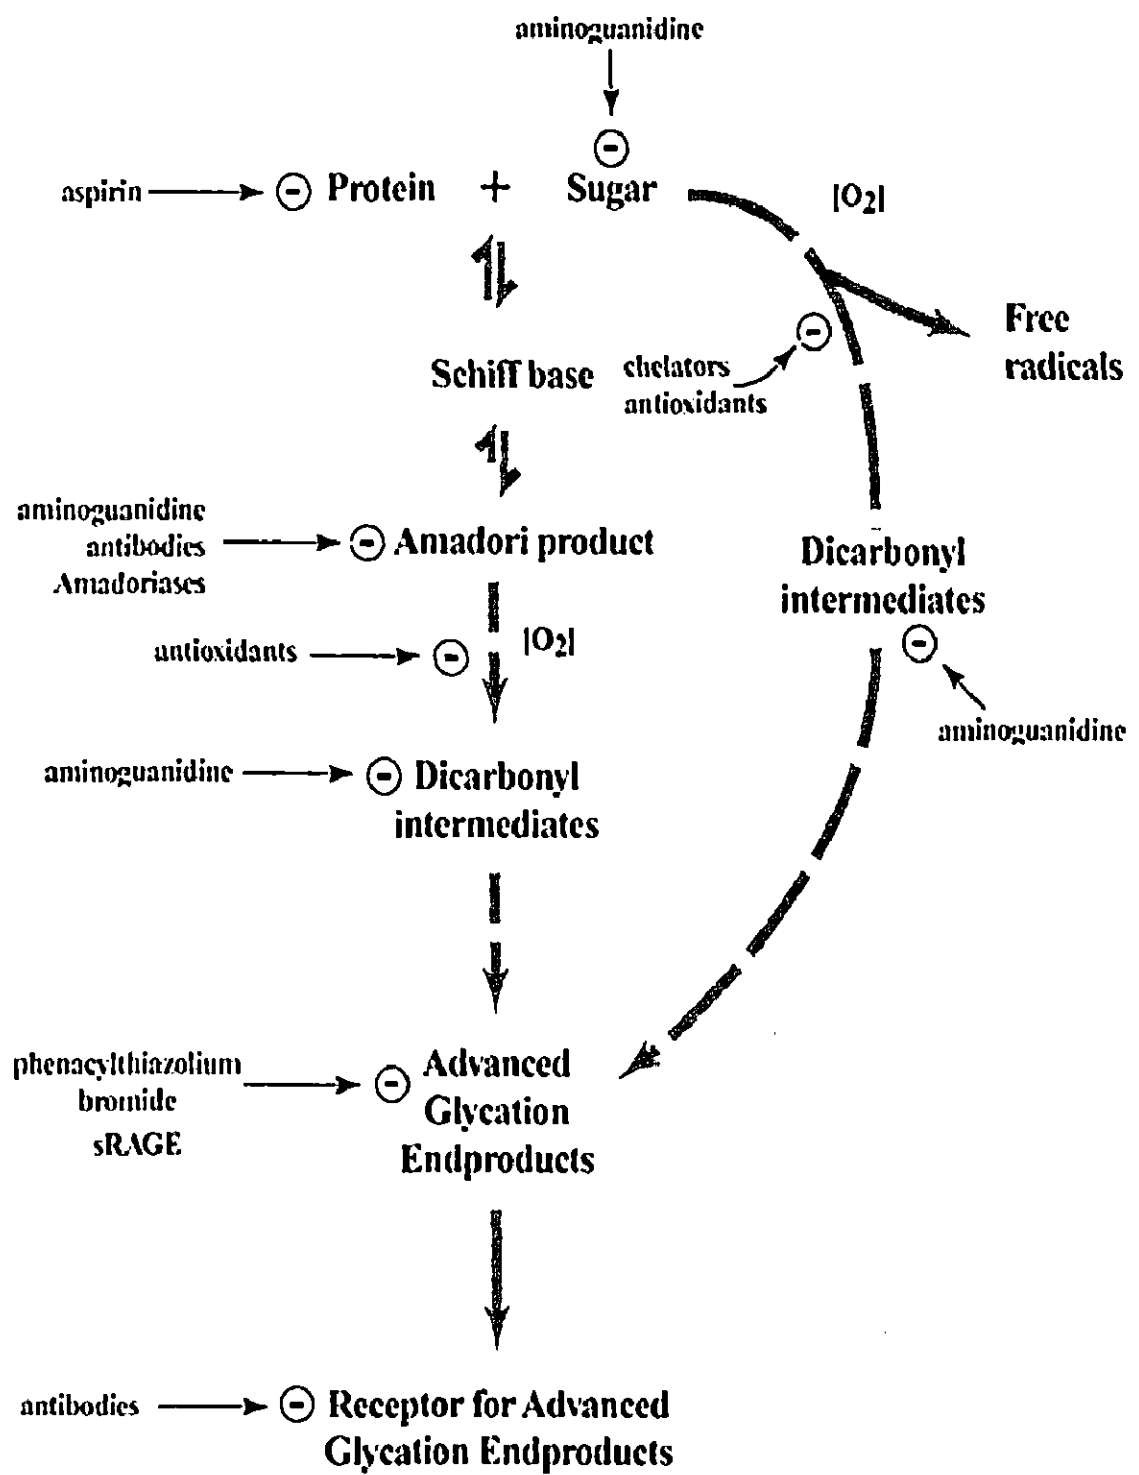 aminoguanidine
⊖
aspirin ⊖ Protein + Sugar
[O₂]
Free
radicals
⊖
Schiff base
chelators
antioxidants
aminoguanidine
antibodies
Amadoriases
⊖ Amadori product
Dicarbonyl
intermediates
⊖
aminoguanidine
antioxidants ⊖ [O₂]
aminoguanidine ⊖ Dicarbonyl
intermediates
phenacylthiazolium
bromide
sRAGE
⊖ Advanced
Glycation
Endproducts
antibodies ⊖ Receptor for Advanced
Glycation Endproducts